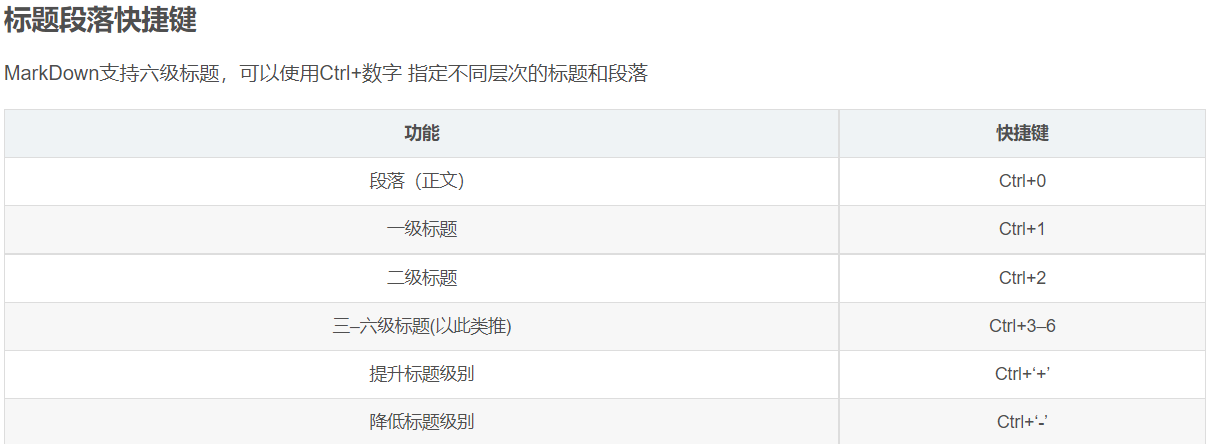 标题段落快捷键
MarkDown支持六级标题，可以使用Ctrl+数字 指定不同层次的标题和段落
功能 快捷键
段落（正文） Ctrl+0
一级标题 Ctrl+1
二级标题 Ctrl+2
三–六级标题(以此类推) Ctrl+3–6
提升标题级别 Ctrl+‘+’
降低标题级别 Ctrl+‘-’